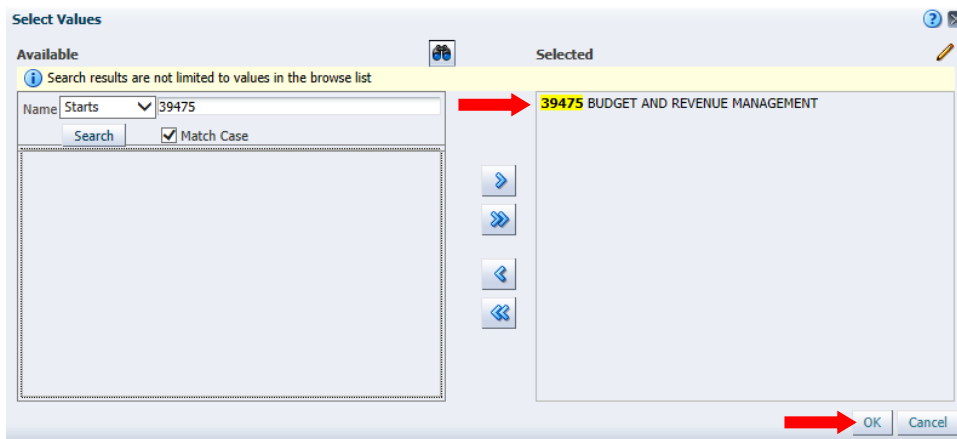 Select Values
Available
Selected
Search results are not limited to values in the browse list
Name Starts 39475
Search Match Case
39475 BUDGET AND REVENUE MANAGEMENT
OK Cancel